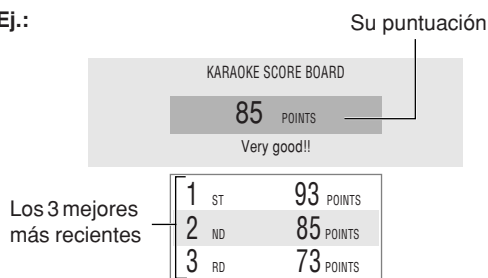 Ej.:
Su puntuación
KARAOKE SCORE BOARD
85 POINTS
Very good!!
Los 3 mejores
más recientes
1 ST 93 POINTS
2 ND 85 POINTS
3 RD 73 POINTS